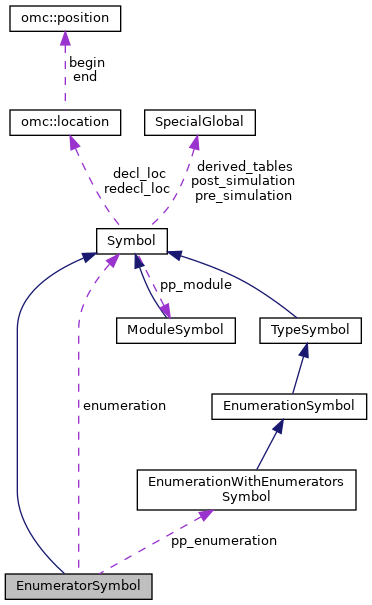 omc::position
begin
end
omc::location
SpecialGlobal
decl_loc
redecl_loc
derived_tables
post_simulation
pre_simulation
Symbol
pp_module
ModuleSymbol
TypeSymbol
enumeration
EnumerationSymbol
EnumerationWithEnumerators
Symbol
pp_enumeration
EnumeratorSymbol